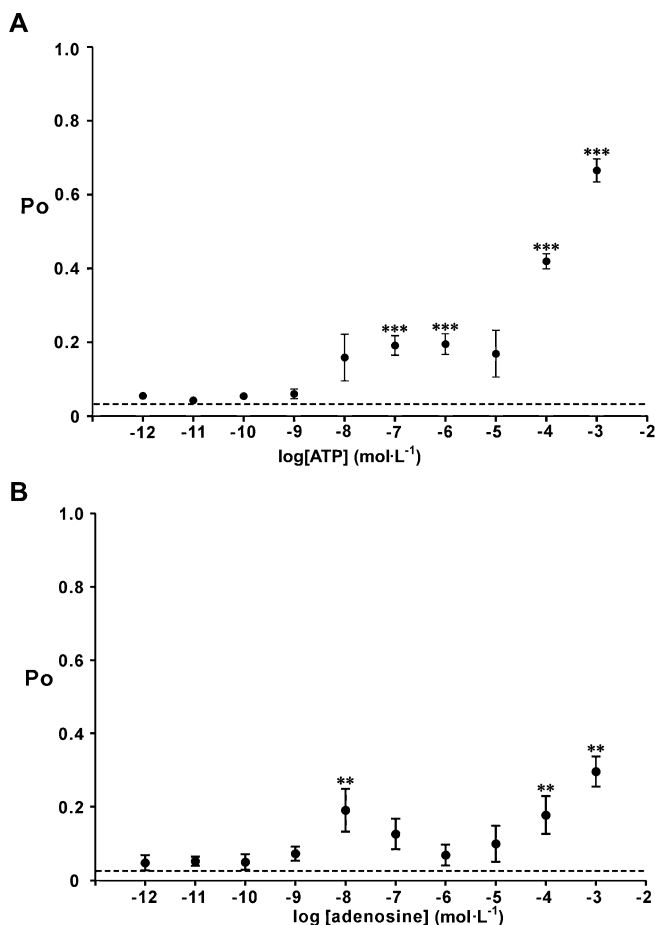 A
1.0
0.8
***
0.6
Po
***
0.4
*** ***
0.2
0
-12 -11 -10 -9 -8 -7 -6 -5 -4 -3 -2
log[ATP] (mol·L⁻¹)
B
1.0
0.8
0.6
Po
0.4
**
** **
0.2
0
-12 -11 -10 -9 -8 -7 -6 -5 -4 -3 -2
log [adenosine] (mol·L⁻¹)